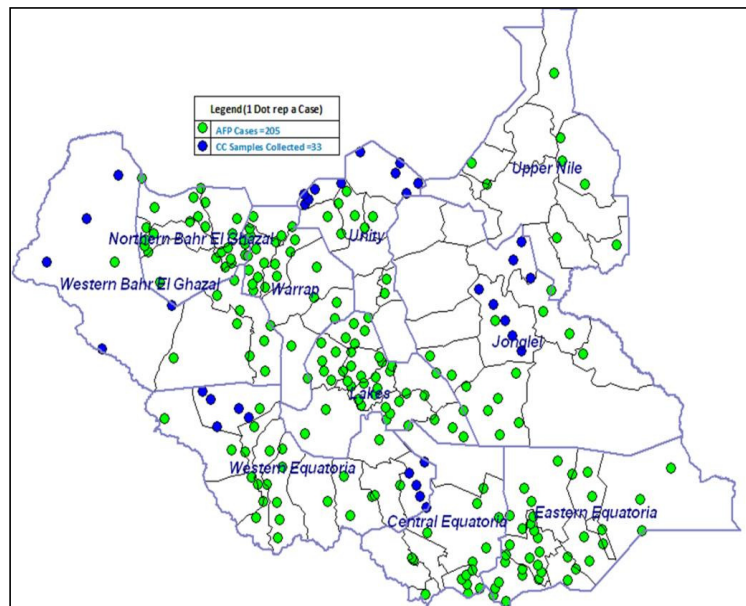 Legend (1 Dot rep a Case)
AFP Cases =205
CC Samples Collected =33
Upper Nile
Northern Bahr El Ghazal
Unity
Western Bahr El Ghazal
Warrap
Jonglei
Lakes
Western Equatoria
Central Equatoria
Eastern Equatoria